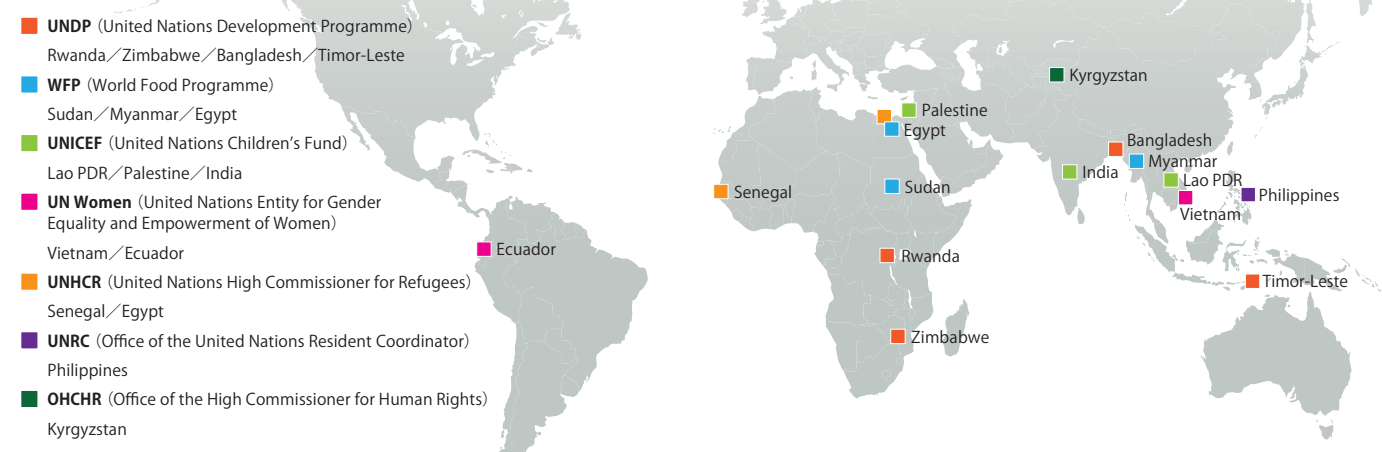 UNDP（United Nations Development Programme）
Rwanda／Zimbabwe／Bangladesh／Timor-Leste
WFP（World Food Programme）
Sudan／Myanmar／Egypt
UNICEF（United Nations Children’s Fund）
Lao PDR／Palestine／India
UN Women（United Nations Entity for Gender
Equality and Empowerment of Women）
Vietnam／Ecuador
UNHCR（United Nations High Commissioner for Refugees）
Senegal／Egypt
UNRC（Office of the United Nations Resident Coordinator）
Philippines
OHCHR（Office of the High Commissioner for Human Rights）
Kyrgyzstan
Ecuador
Kyrgyzstan
Palestine
Egypt
Bangladesh
Myanmar
India
Lao PDR
Senegal
Sudan
Philippines
Vietnam
Rwanda
Timor-Leste
Zimbabwe